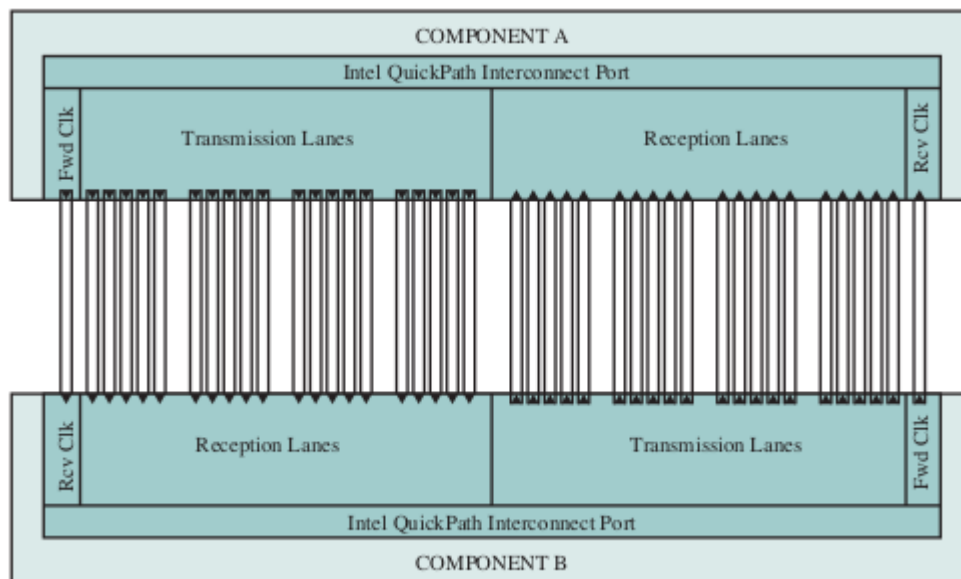 COMPONENT A
Intel QuickPath Interconnect Port
Fwd Clk
Transmission Lanes
Reception Lanes
Rcv Clk
Rcv Clk
Reception Lanes
Transmission Lanes
Fwd Clk
Intel QuickPath Interconnect Port
COMPONENT B